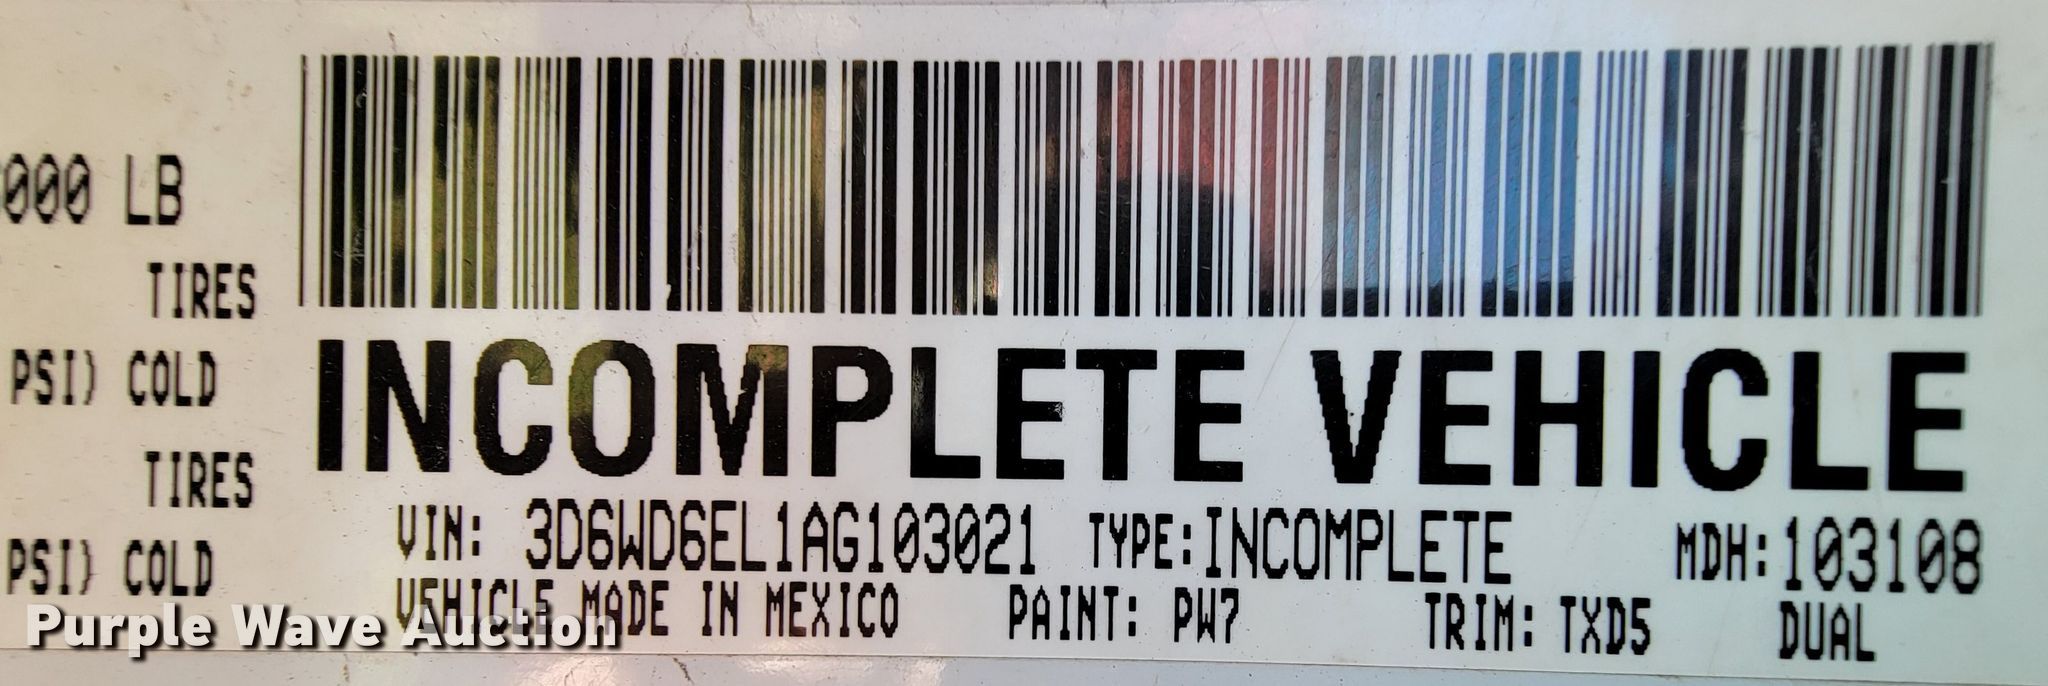 000 LB
TIRES
PSI) COLD
TIRES
PSI) COLD
INCOMPLETE VEHICLE
VIN: 3D6WD6EL1AG103021 TYPE:INCOMPLETE MDH:103108
VEHICLE MADE IN MEXICO PAINT: PW7 TRIM: TXD5 DUAL
Purple Wave Auction